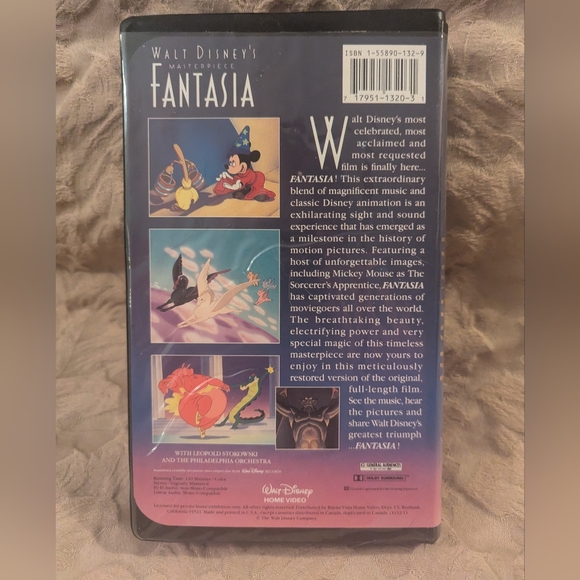 WALT DISNEY'S
MASTERPIECE
FANTASIA
ISBN 1-55890-132-9
7 17951-1320-3 1
Walt Disney's most
celebrated, most
acclaimed and
most requested
film is finally here...
FANTASIA! This extraordinary
blend of magnificent music and
classic Disney animation is an
exhilarating sight and sound
experience that has emerged as
a milestone in the history of
motion pictures. Featuring a
host of unforgettable images,
including Mickey Mouse as The
Sorcerer's Apprentice, FANTASIA
has captivated generations of
moviegoers all over the world.
The breathtaking beauty,
electrifying power and very
special magic of this timeless
masterpiece are now yours to
enjoy in this meticulously
restored version of the original,
full-length film.
See the music, hear
the pictures and
share Walt Disney's
greatest triumph
...FANTASIA!
WITH LEOPOLD STOKOWSKI
AND THE PHILADELPHIA ORCHESTRA
Walt Disney
HOME VIDEO
G GENERAL AUDIENCES
DOLBY SURROUND
© The Walt Disney Company